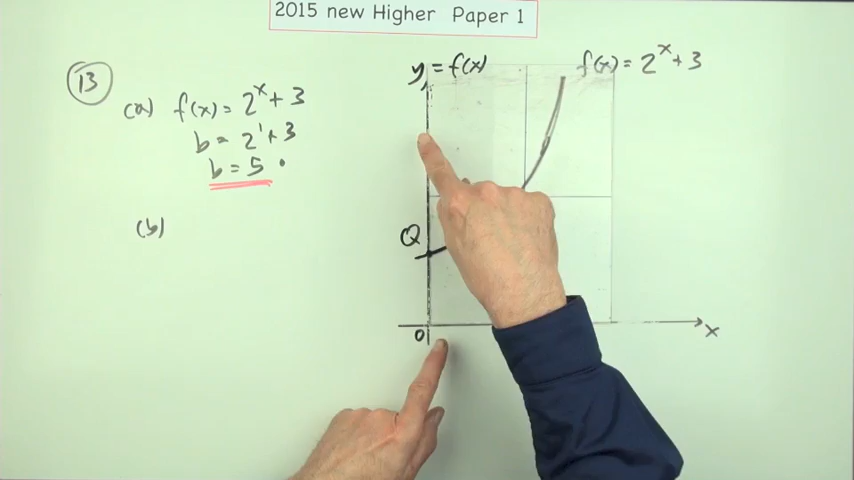 2015 new Higher Paper 1
13
(a) f(x) = 2^x + 3
b = 2^1 + 3
b = 5
(b)
y = f(x)
f(x) = 2^x + 3
Q
0
x